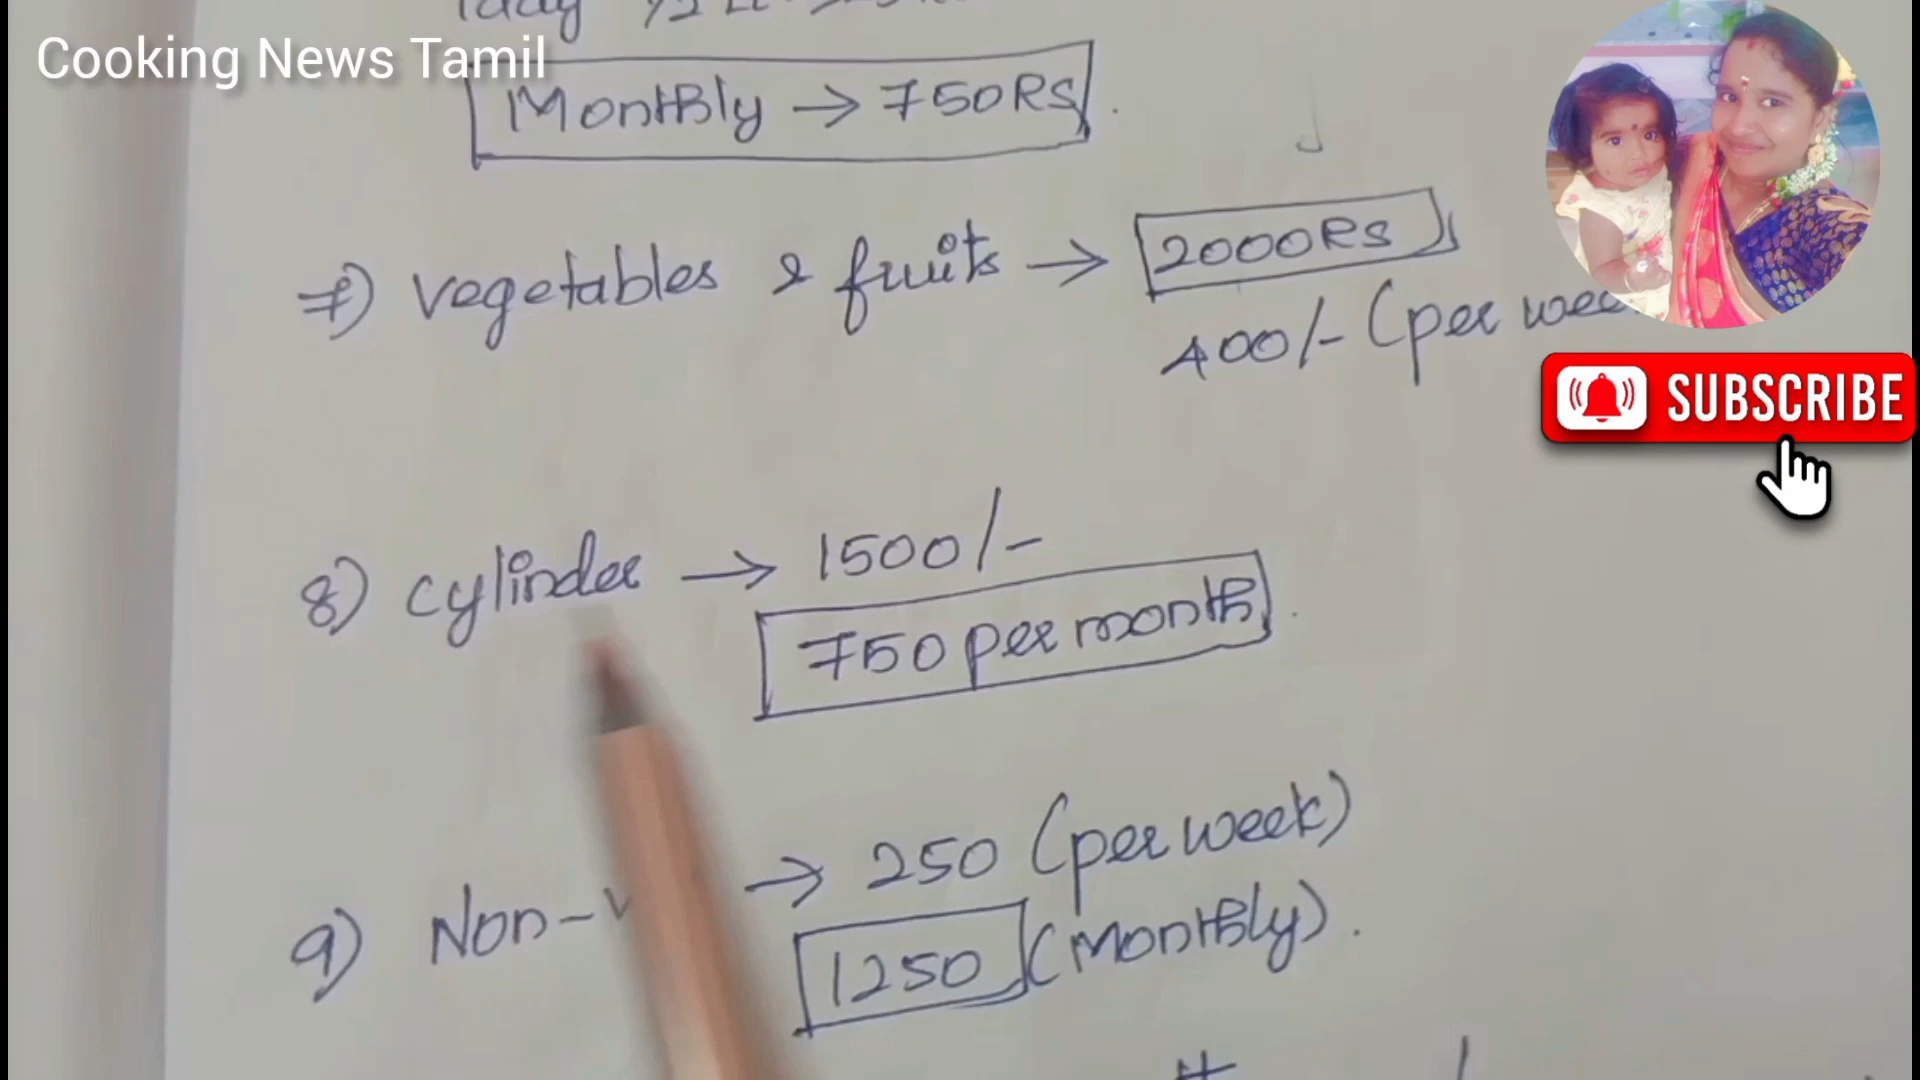 Cooking News Tamil
Monthly → 750RS.
7) vegetables & fruits → 2000Rs
400/- (per
SUBSCRIBE
8) cylinder → 1500/-
750 per month.
9) Non- → 250 (per week)
1250 (Monthly).